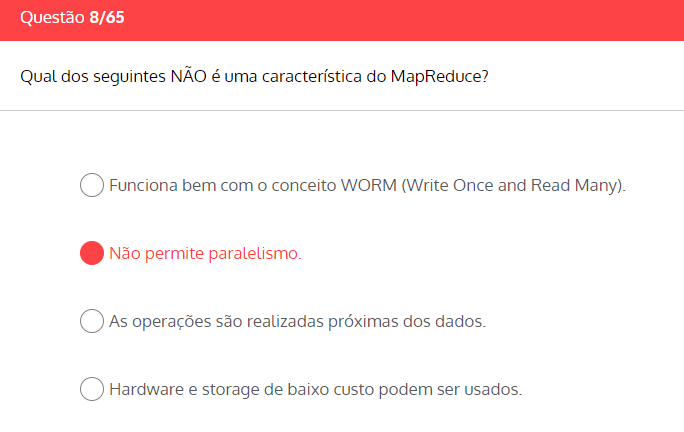 Questão 8/65
Qual dos seguintes NÃO é uma característica do MapReduce?
Funciona bem com o conceito WORM (Write Once and Read Many).
Não permite paralelismo.
As operações são realizadas próximas dos dados.
Hardware e storage de baixo custo podem ser usados.